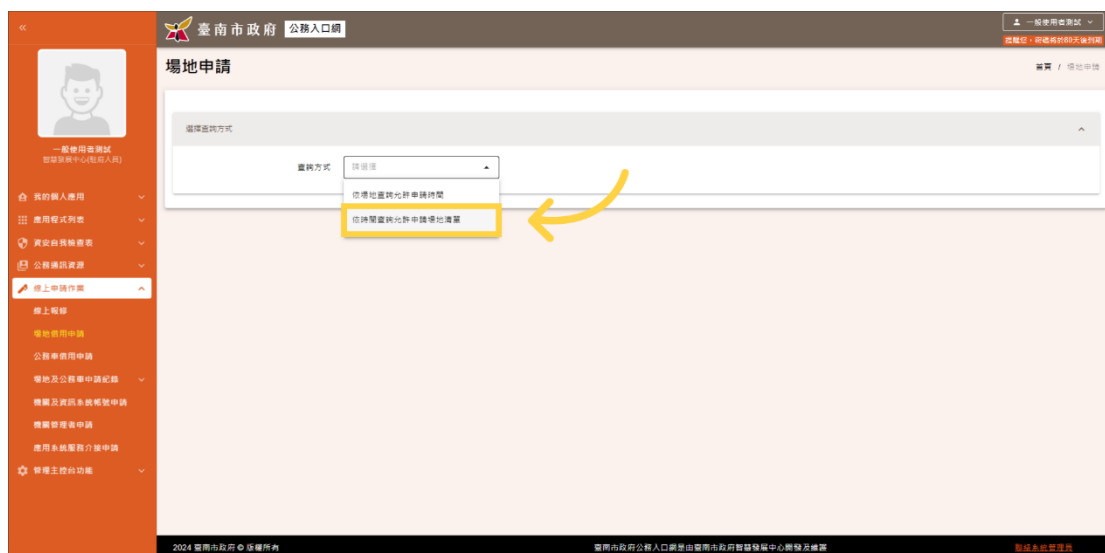 臺南市政府 公務入口網
一般使用者測試
提醒您，密碼將於80天後到期
場地申請
首頁 / 場地申請
一般使用者測試
智慧發展中心(駐府人員)
選擇查詢方式
查詢方式 請選擇
依場地查詢允許申請時間
依時間查詢允許申請場地清單
我的個人應用
應用程式列表
資安自我檢查表
公務通訊資源
線上申請作業
線上報修
場地借用申請
公務車借用申請
場地及公務車申請紀錄
機關及資訊系統帳號申請
機關管理者申請
應用系統服務介接申請
管理主控台功能
2024 臺南市政府 © 版權所有
臺南市政府公務入口網是由臺南市政府智慧發展中心開發及維護
聯絡系統管理員